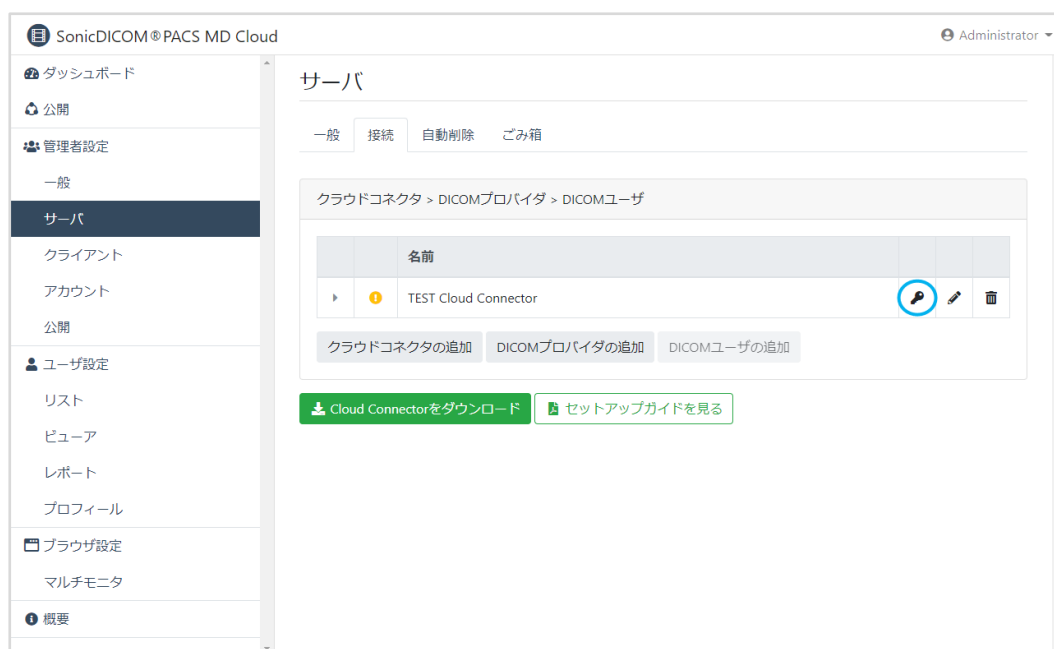 SonicDICOM®PACS MD Cloud
Administrator
ダッシュボード
公開
管理者設定
一般
サーバ
クライアント
アカウント
公開
ユーザ設定
リスト
ビューア
レポート
プロフィール
ブラウザ設定
マルチモニタ
概要
サーバ
一般 接続 自動削除 ごみ箱
クラウドコネクタ > DICOMプロバイダ > DICOMユーザ
名前
TEST Cloud Connector
クラウドコネクタの追加 DICOMプロバイダの追加 DICOMユーザの追加
Cloud Connectorをダウンロード セットアップガイドを見る